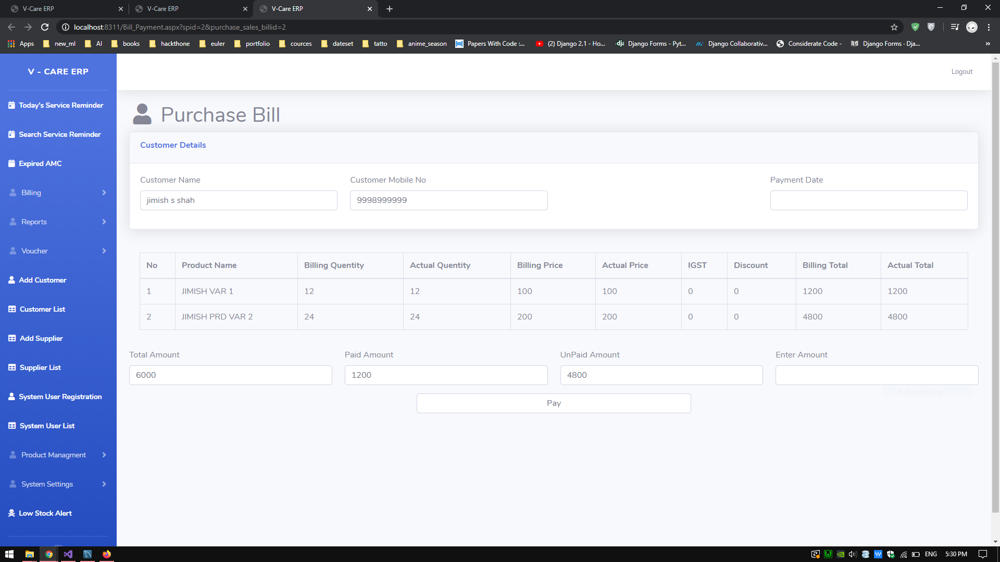 V-Care ERP
V-Care ERP
V-Care ERP
localhost:8311/Bill_Payment.aspx?spid=2&purchase_sales_billid=2
Apps new_ml AI books hackthone euler portfolio cources dateset tatto anime_season Papers With Code :... (2) Django 2.1 - Ho... Django Forms - Pyt... Django Collaborativ... Considerate Code - Django Forms · Dja... »
V - CARE ERP
Today's Service Reminder
Search Service Reminder
Expired AMC
Billing
Reports
Voucher
Add Customer
Customer List
Add Supplier
Supplier List
System User Registration
System User List
Product Managment
System Settings
Low Stock Alert
Logout
Purchase Bill
Customer Details
Customer Name Customer Mobile No Payment Date
jimish s shah 9998999999
No Product Name Billing Quentity Actual Quentity Billing Price Actual Price IGST Discount Billing Total Actual Total
1 JIMISH VAR 1 12 12 100 100 0 0 1200 1200
2 JIMISH PRD VAR 2 24 24 200 200 0 0 4800 4800
Total Amount Paid Amount UnPaid Amount Enter Amount
6000 1200 4800
Full-screen Snip
Pay
ENG 5:30 PM